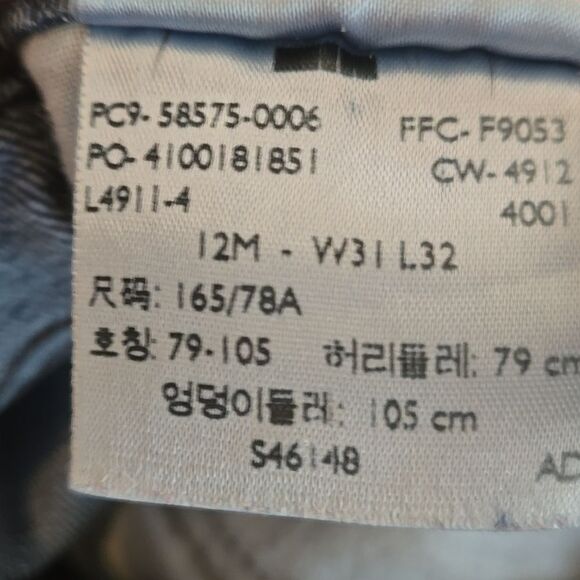 PC9- 58575-0006 FFC- F9053
PO- 4100181851 CW- 4912
L4911-4 4001
12M - W31 L32
尺码: 165/78A
호칭: 79-105 허리둘레: 79 cm
엉덩이둘레: 105 cm
S46148 AD